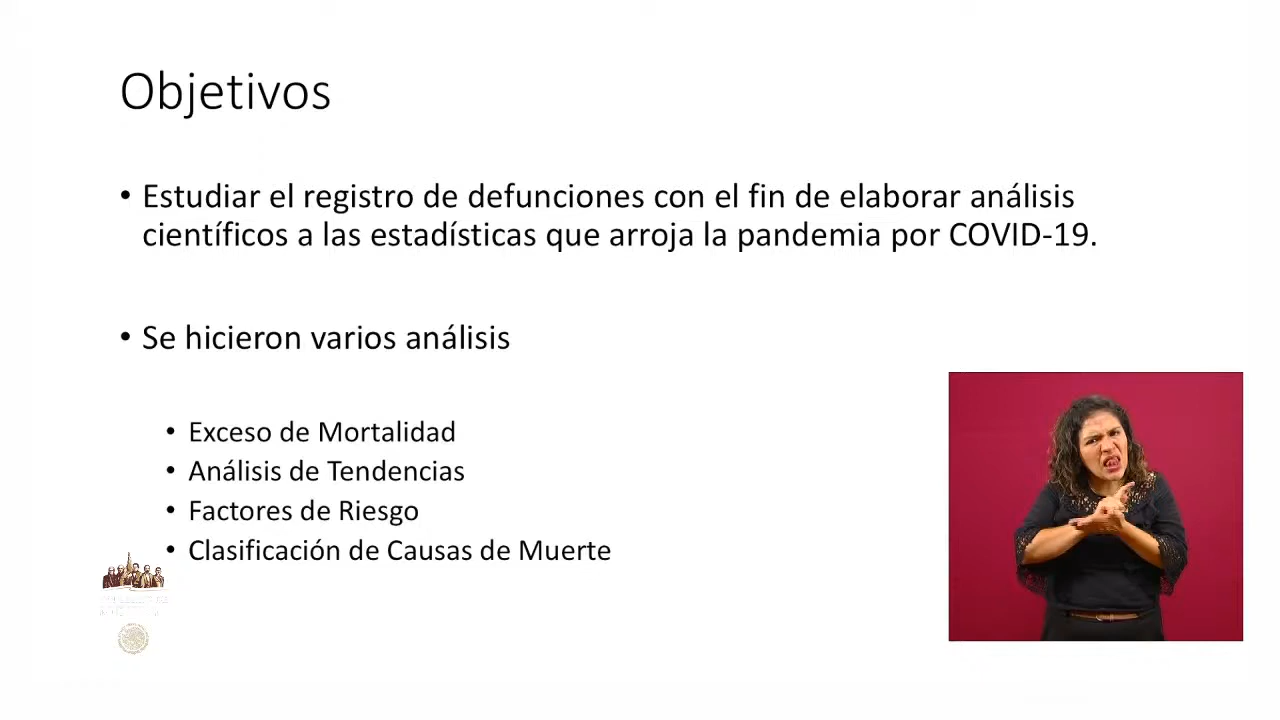 Objetivos
• Estudiar el registro de defunciones con el fin de elaborar análisis
científicos a las estadísticas que arroja la pandemia por COVID-19.
• Se hicieron varios análisis
• Exceso de Mortalidad
• Análisis de Tendencias
• Factores de Riesgo
• Clasificación de Causas de Muerte